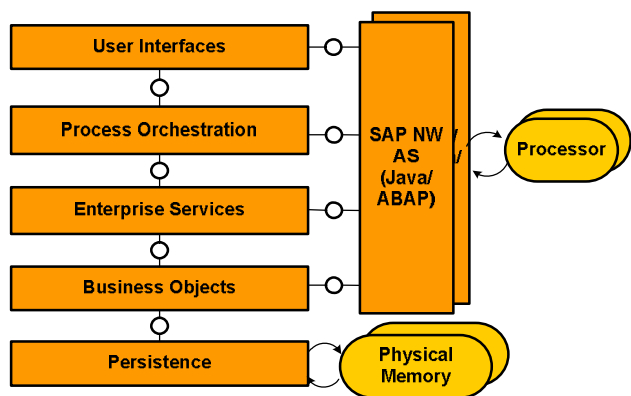 User Interfaces
Process Orchestration
Enterprise Services
Business Objects
Persistence
SAP NW
AS
(Java/
ABAP)
/
/
Processor
Physical
Memory